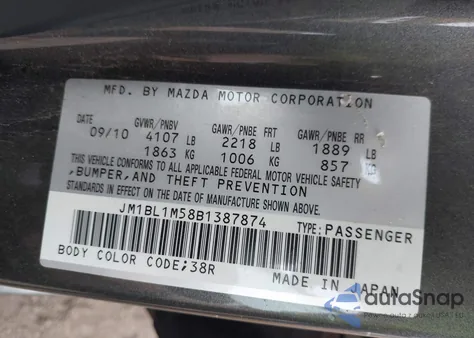 MFD. BY MAZDA MOTOR CORPORATION
DATE GVWR/PNBV GAWR/PNBE FRT GAWR/PNBE RR
09/10 4107 LB 2218 LB 1889 LB
1863 KG 1006 KG 857 KG
THIS VEHICLE CONFORMS TO ALL APPLICABLE FEDERAL MOTOR VEHICLE SAFETY
,BUMPER,AND THEFT PREVENTION
STANDARDS IN EFFECT ON THE DATE OF MANUFACTURE SHOWN ABOVE.
JM1BL1M58B1387874 TYPE:PASSENGER
BODY COLOR CODE;38R MADE IN JAPAN
autoSnap